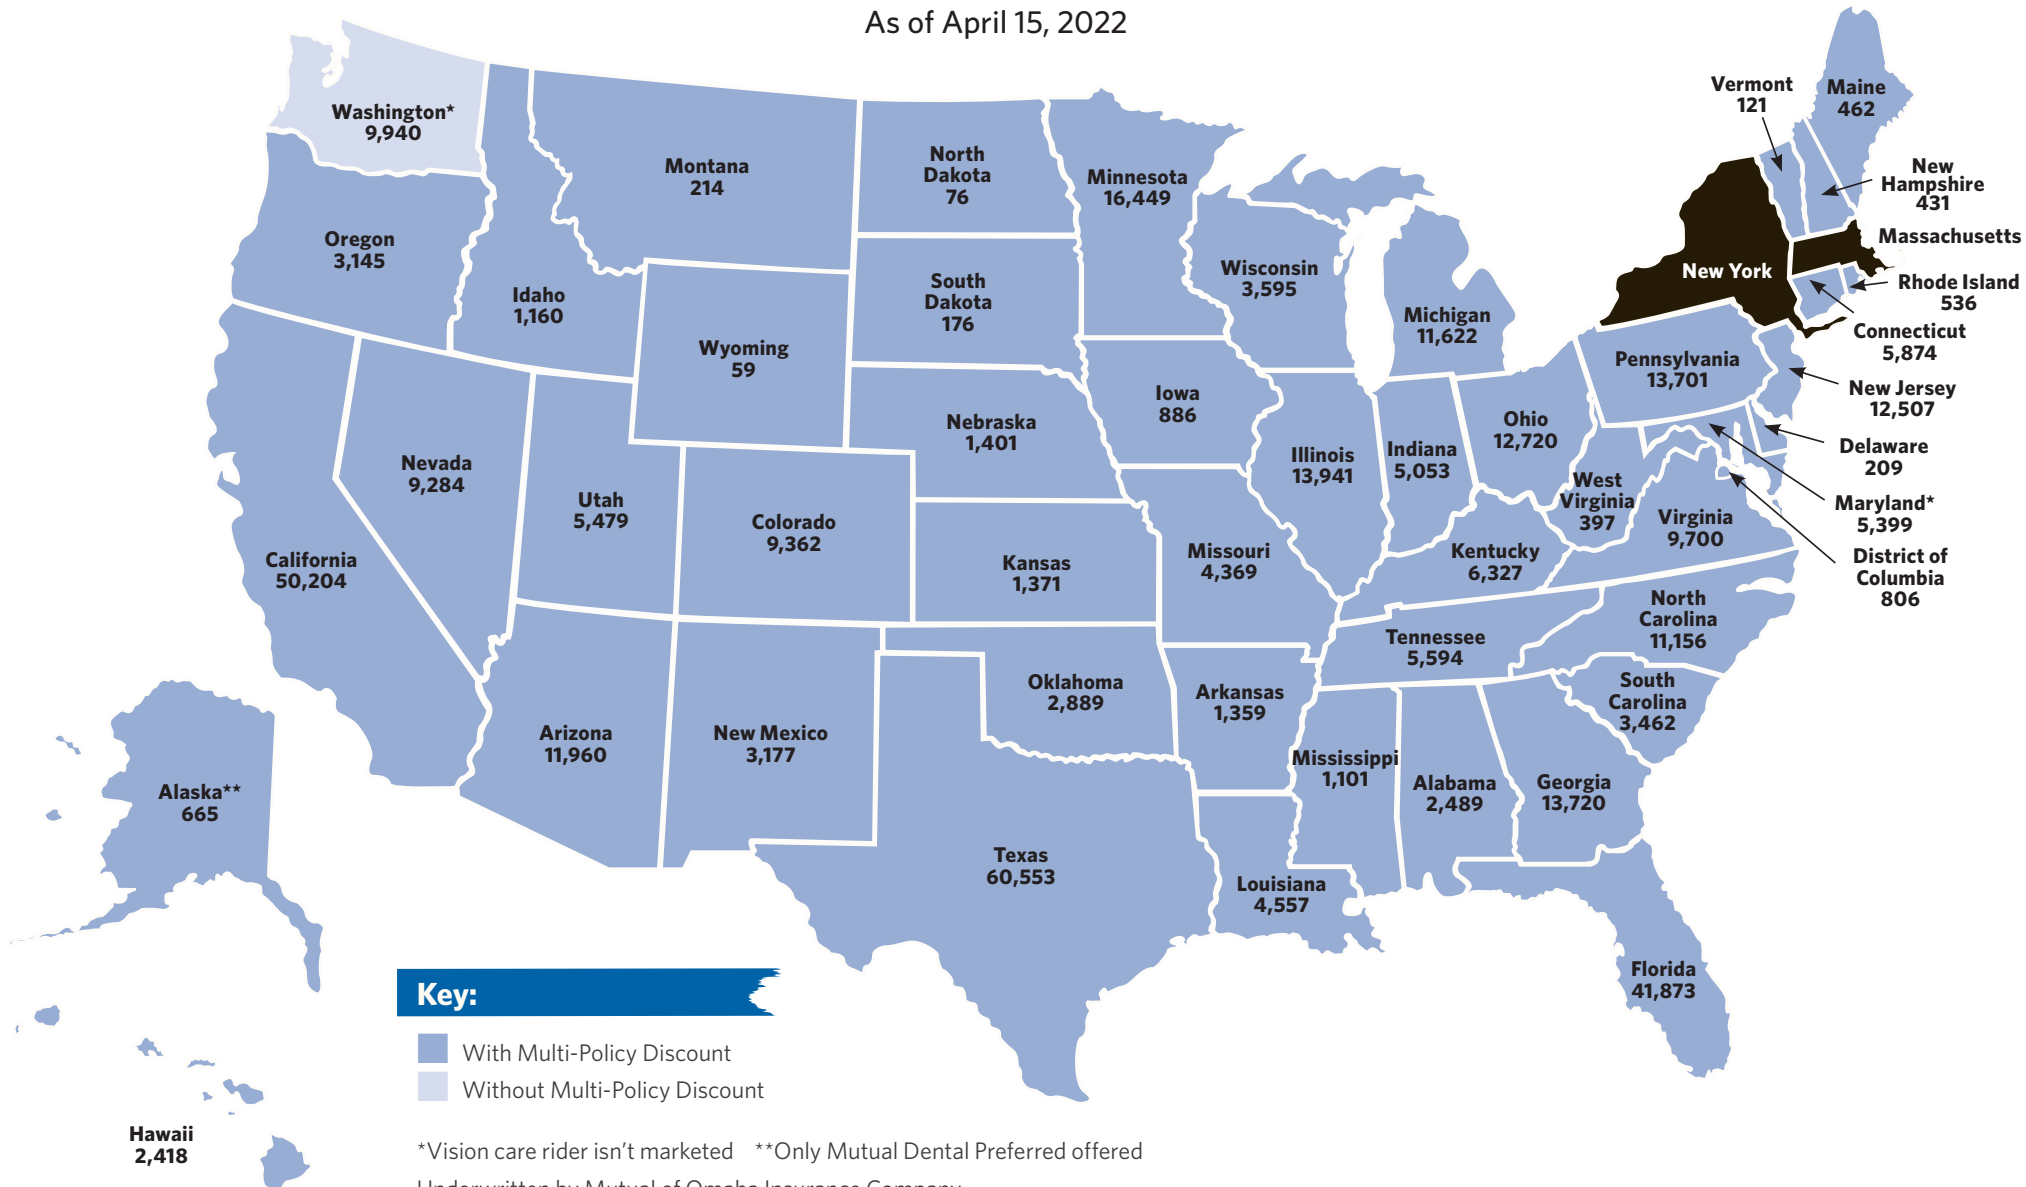 As of April 15, 2022
Washington*
9,940
Oregon
3,145
California
50,204
Nevada
9,284
Idaho
1,160
Montana
214
Wyoming
59
Utah
5,479
Colorado
9,362
Arizona
11,960
New Mexico
3,177
North
Dakota
76
South
Dakota
176
Nebraska
1,401
Kansas
1,371
Oklahoma
2,889
Texas
60,553
Minnesota
16,449
Iowa
886
Missouri
4,369
Arkansas
1,359
Louisiana
4,557
Wisconsin
3,595
Illinois
13,941
Michigan
11,622
Indiana
5,053
Ohio
12,720
Kentucky
6,327
Tennessee
5,594
Mississippi
1,101
Alabama
2,489
Georgia
13,720
Florida
41,873
South
Carolina
3,462
North
Carolina
11,156
Virginia
9,700
West
Virginia
397
Pennsylvania
13,701
New York
Vermont
121
Maine
462
New
Hampshire
431
Massachusetts
Rhode Island
536
Connecticut
5,874
New Jersey
12,507
Delaware
209
Maryland*
5,399
District of
Columbia
806
Alaska**
665
Hawaii
2,418
Key:
With Multi-Policy Discount
Without Multi-Policy Discount
*Vision care rider isn't marketed **Only Mutual Dental Preferred offered
Underwritten by Mutual of Omaha Insurance Company